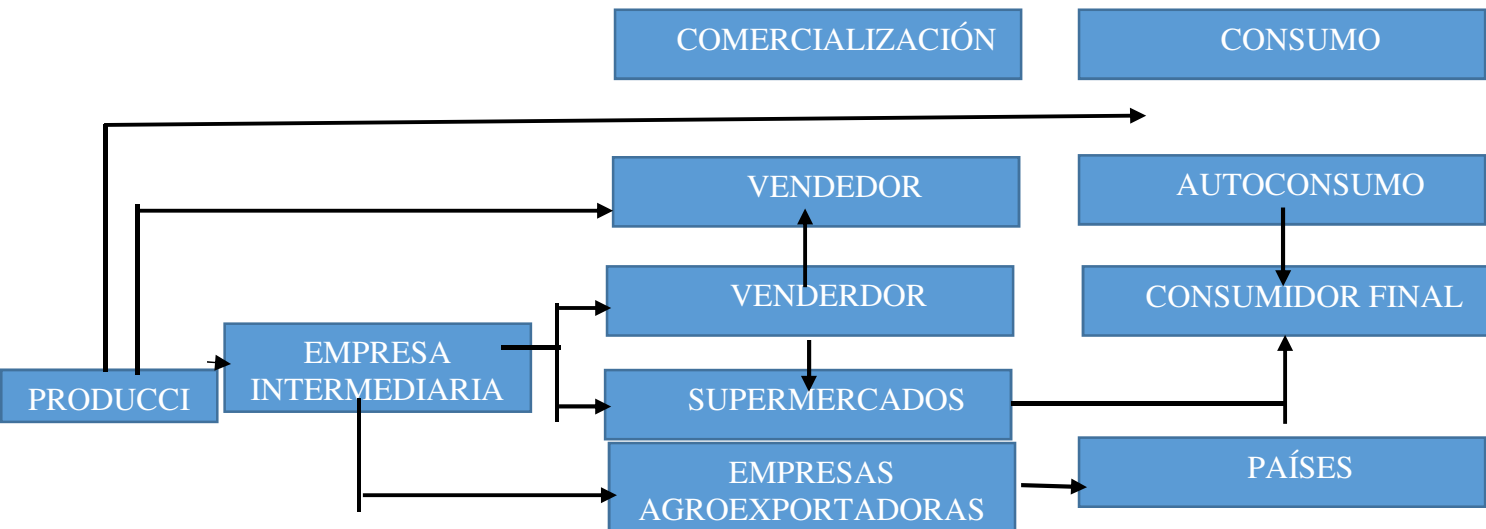 COMERCIALIZACIÓN
CONSUMO
VENDEDOR
AUTOCONSUMO
VENDERDOR
CONSUMIDOR FINAL
EMPRESA
INTERMEDIARIA
PRODUCCI
SUPERMERCADOS
EMPRESAS
AGROEXPORTADORAS
PAÍSES